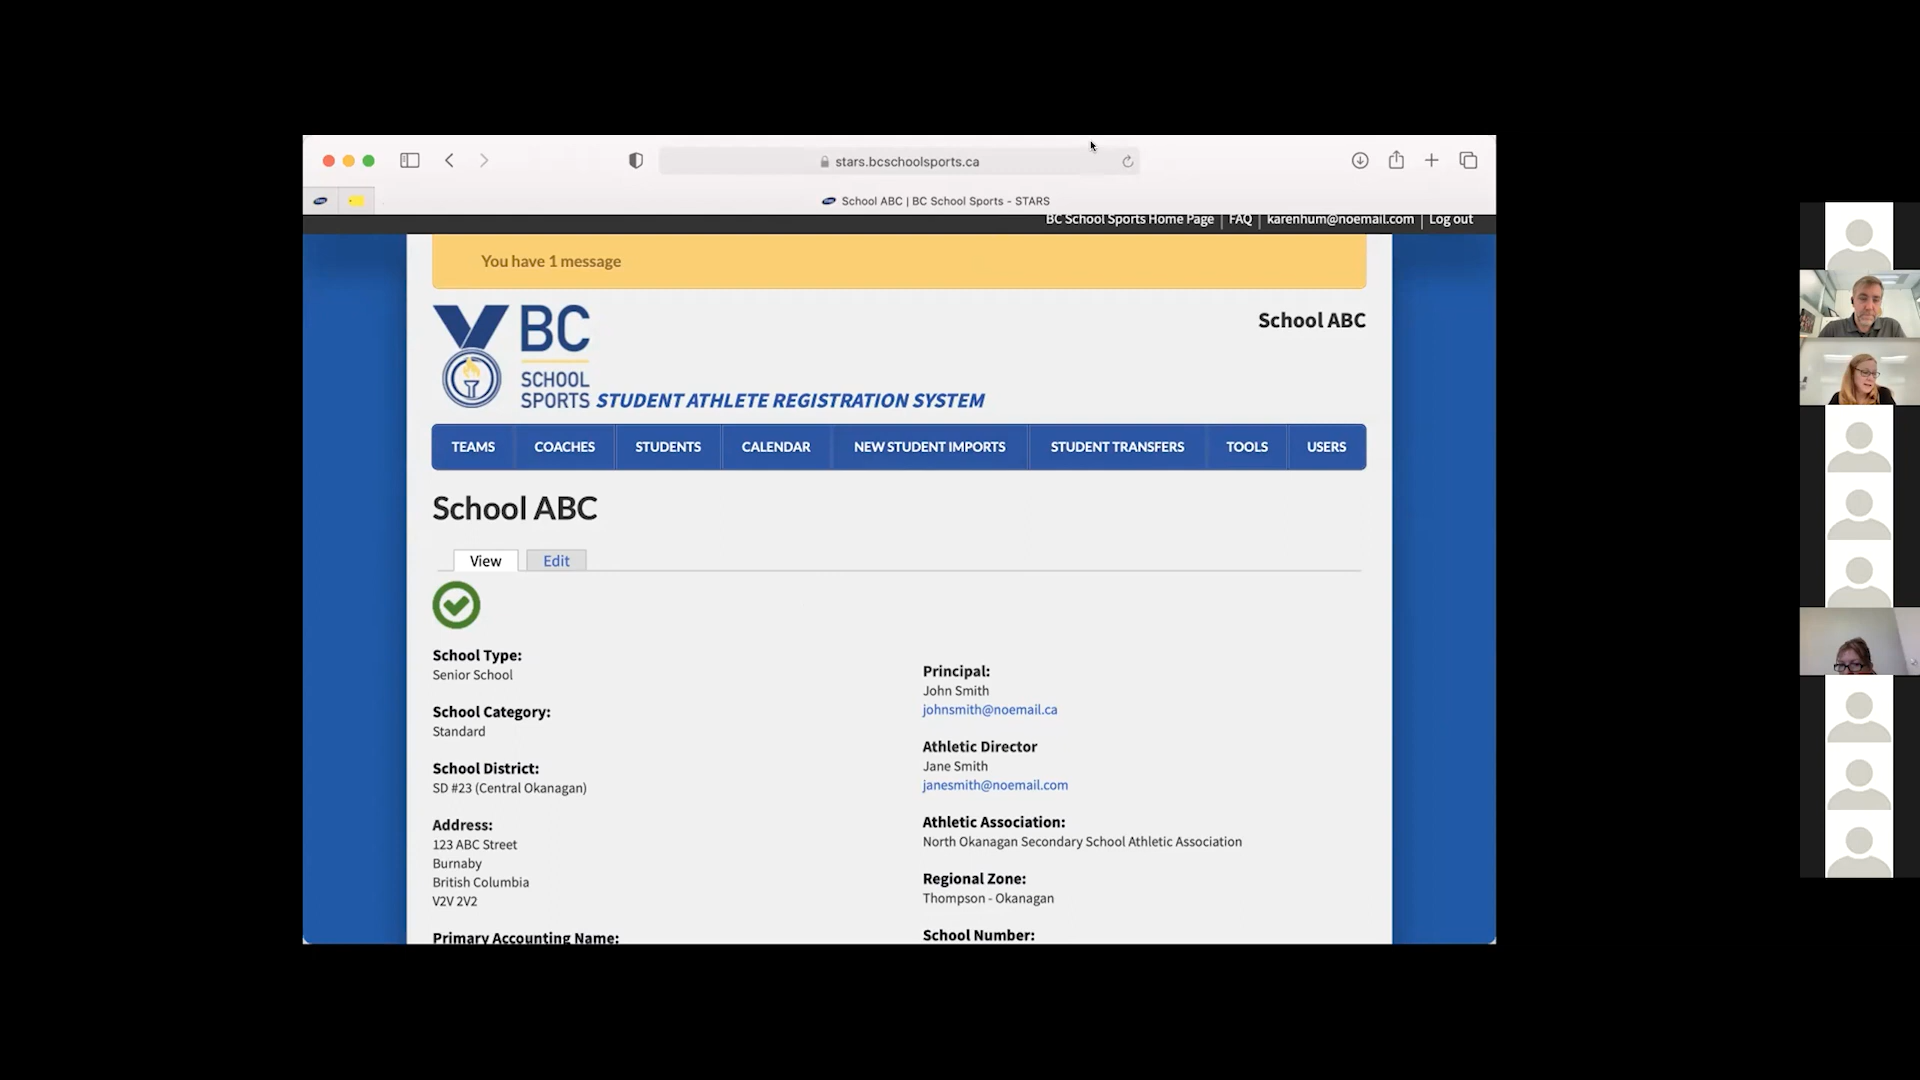 stars.bcschoolsports.ca
School ABC | BC School Sports - STARS
BC School Sports Home Page | FAQ | karenhum@noemail.com | Log out
You have 1 message
BC
SCHOOL
SPORTS
STUDENT ATHLETE REGISTRATION SYSTEM
School ABC
TEAMS COACHES STUDENTS CALENDAR NEW STUDENT IMPORTS STUDENT TRANSFERS TOOLS USERS
School ABC
View Edit
School Type:
Senior School
School Category:
Standard
School District:
SD #23 (Central Okanagan)
Address:
123 ABC Street
Burnaby
British Columbia
V2V 2V2
Primary Accounting Name:
Principal:
John Smith
johnsmith@noemail.ca
Athletic Director
Jane Smith
janesmith@noemail.com
Athletic Association:
North Okanagan Secondary School Athletic Association
Regional Zone:
Thompson - Okanagan
School Number: